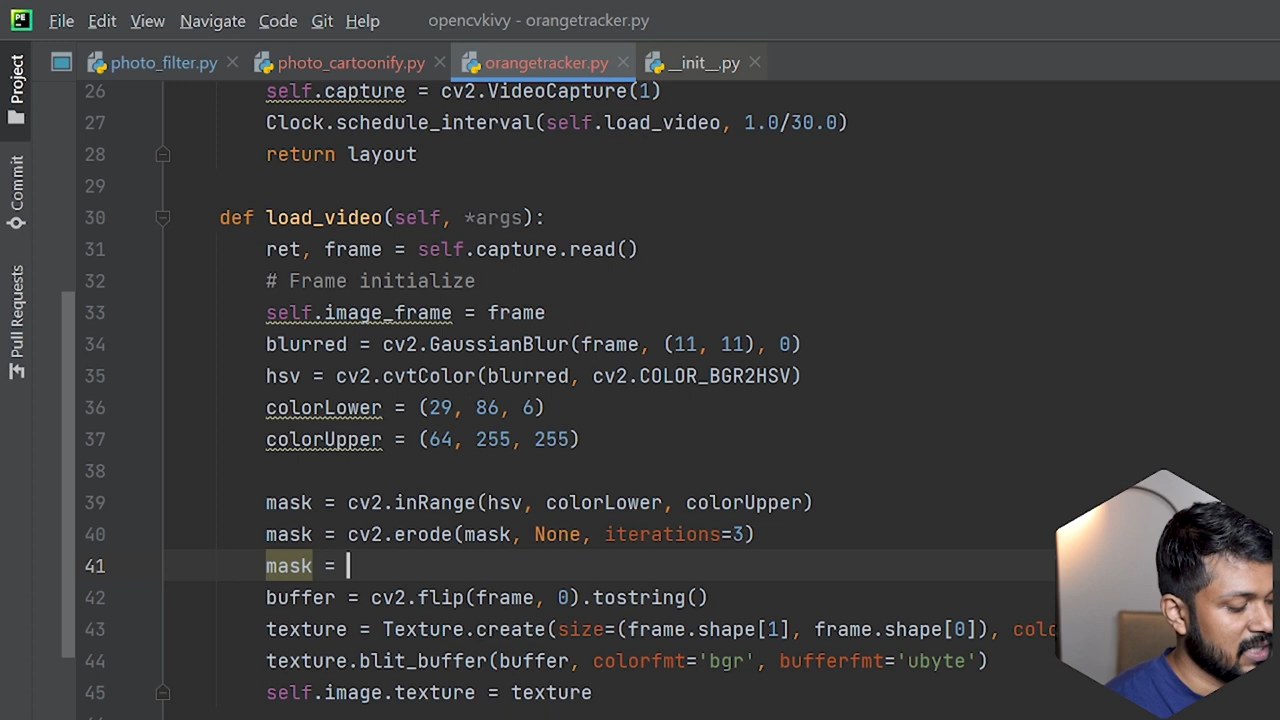 PE File Edit View Navigate Code Git Help opencvkivy - orangetracker.py
photo_filter.py photo_cartoonify.py orangetracker.py __init__.py
Project
Commit
Pull Requests
26 self.capture = cv2.VideoCapture(1)
27 Clock.schedule_interval(self.load_video, 1.0/30.0)
28 return layout
29
30 def load_video(self, *args):
31 ret, frame = self.capture.read()
32 # Frame initialize
33 self.image_frame = frame
34 blurred = cv2.GaussianBlur(frame, (11, 11), 0)
35 hsv = cv2.cvtColor(blurred, cv2.COLOR_BGR2HSV)
36 colorLower = (29, 86, 6)
37 colorUpper = (64, 255, 255)
38
39 mask = cv2.inRange(hsv, colorLower, colorUpper)
40 mask = cv2.erode(mask, None, iterations=3)
41 mask =
42 buffer = cv2.flip(frame, 0).tostring()
43 texture = Texture.create(size=(frame.shape[1], frame.shape[0]), colo
44 texture.blit_buffer(buffer, colorfmt='bgr', bufferfmt='ubyte')
45 self.image.texture = texture